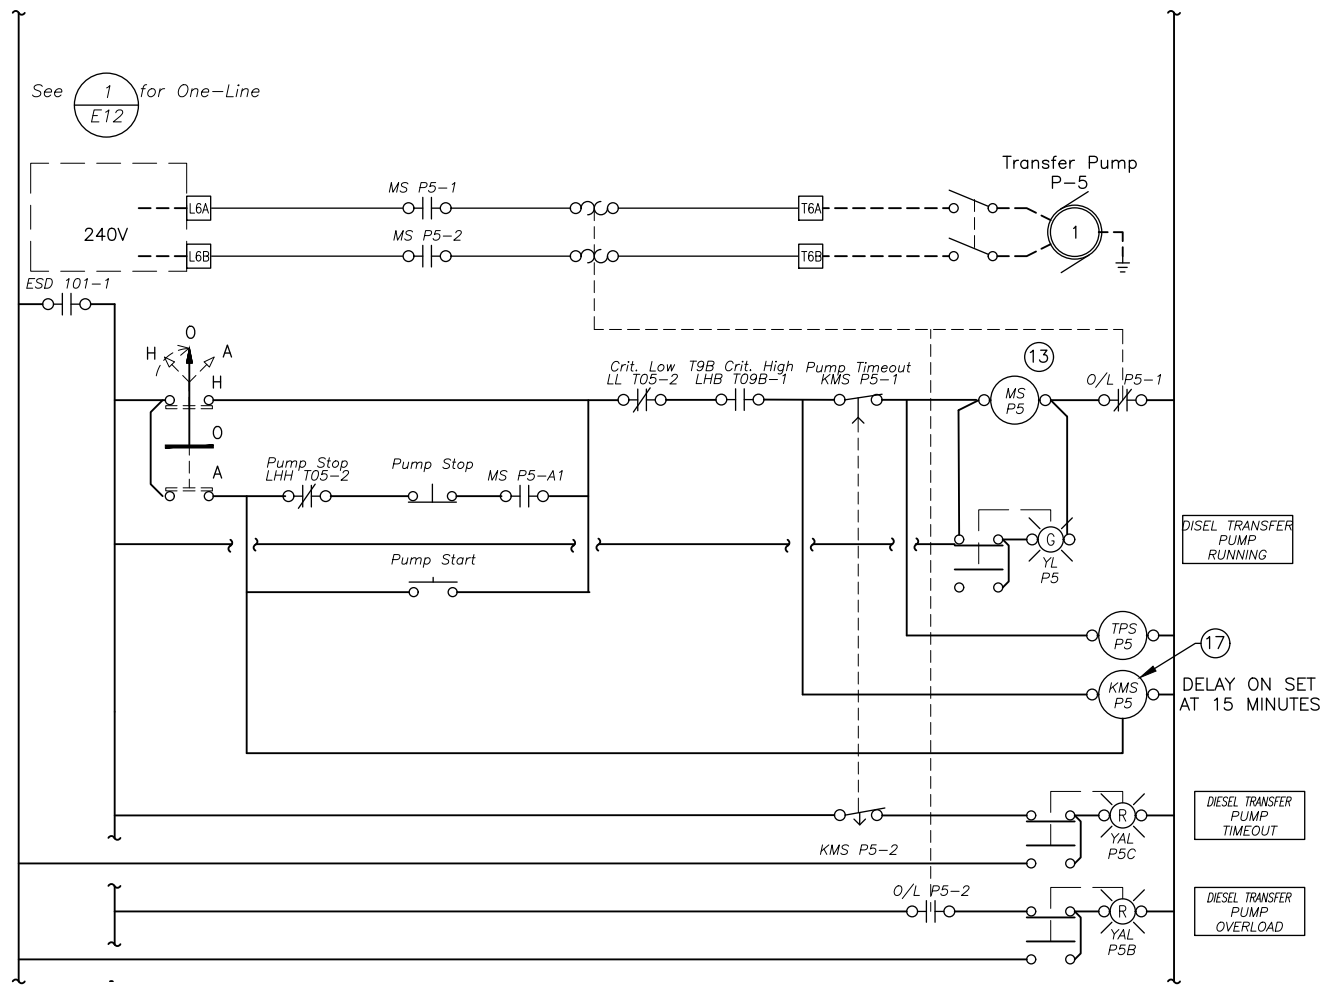 See 1 for One-Line
E12
Transfer Pump
P-5
MS P5-1
L6A
T6A
1
240V
MS P5-2
L6B
T6B
ESD 101-1
O
H
A
H
O
A
13
Crit. Low
LL T05-2
T9B Crit. High
LHB T09B-1
Pump Timeout
KMS P5-1
MS
P5
O/L P5-1
Pump Stop
LHH T05-2
Pump Stop
MS P5-A1
Pump Start
G
YL
P5
DISEL TRANSFER
PUMP
RUNNING
TPS
P5
17
KMS
P5
DELAY ON SET
AT 15 MINUTES
KMS P5-2
R
YAL
P5C
DIESEL TRANSFER
PUMP
TIMEOUT
O/L P5-2
R
YAL
P5B
DIESEL TRANSFER
PUMP
OVERLOAD